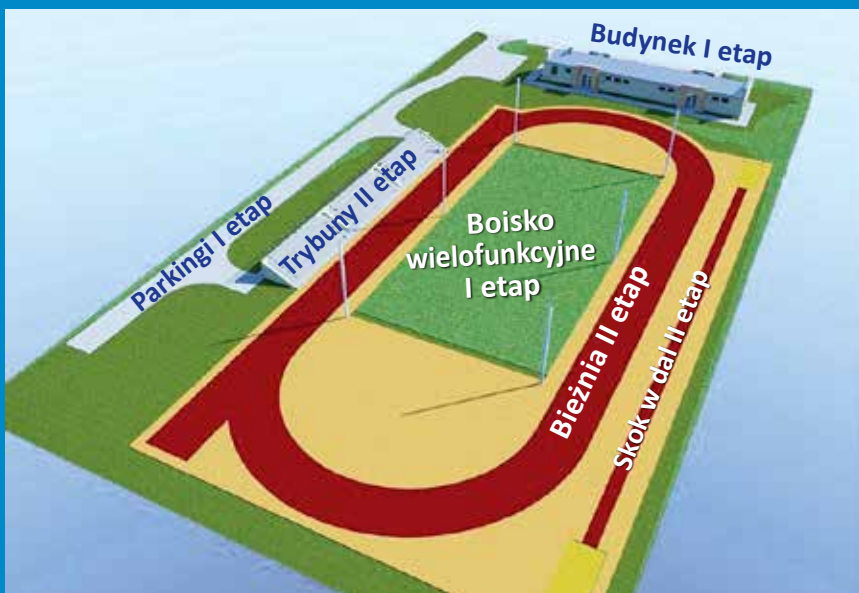 Budynek I etap
Parkingi I etap
Trybuny II etap
Boisko
wielofunkcyjne
I etap
Bieżnia II etap
Skok w dal II etap